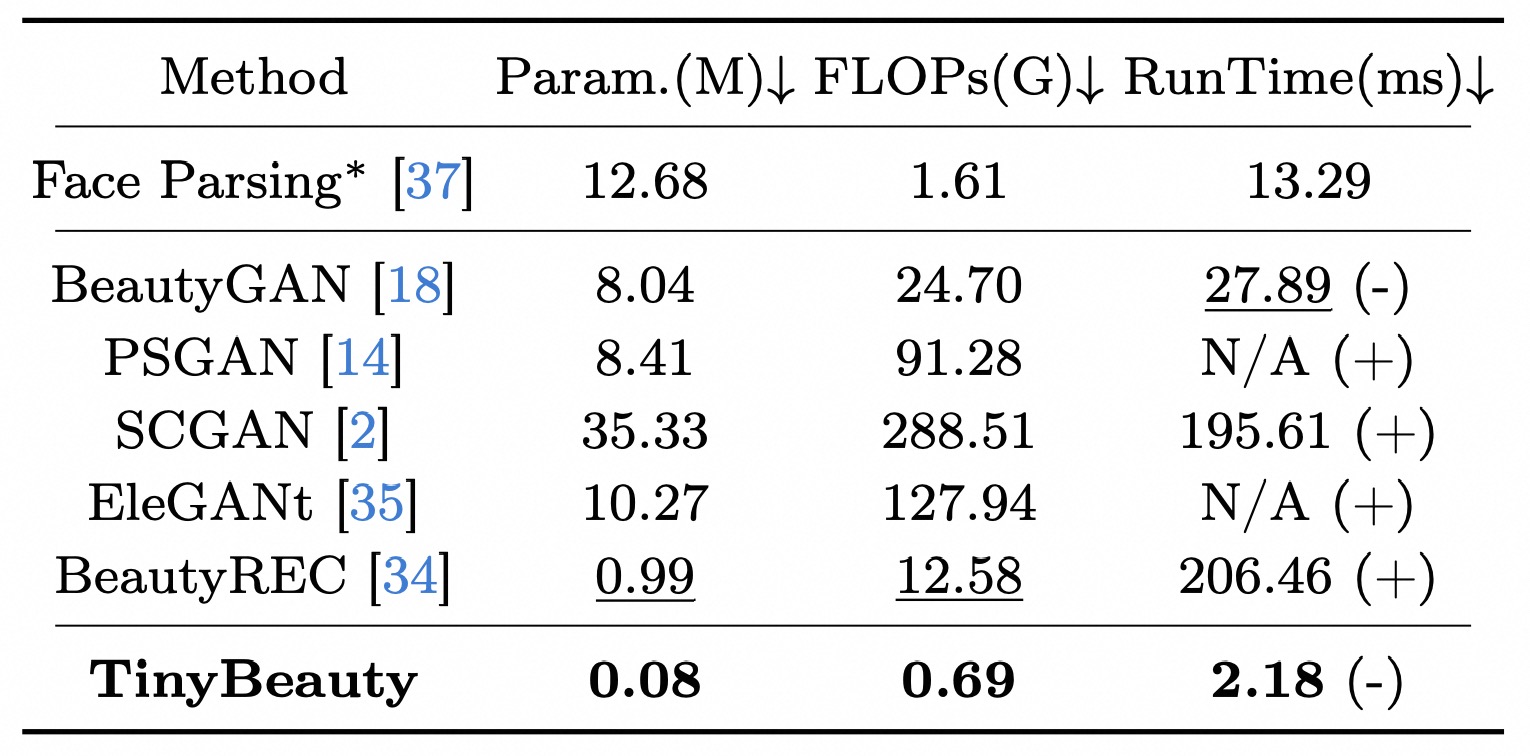 Method Param.(M)↓ FLOPs(G)↓ RunTime(ms)↓
Face Parsing* [37] 12.68 1.61 13.29
BeautyGAN [18] 8.04 24.70 27.89 (-)
PSGAN [14] 8.41 91.28 N/A (+)
SCGAN [2] 35.33 288.51 195.61 (+)
EleGANt [35] 10.27 127.94 N/A (+)
BeautyREC [34] 0.99 12.58 206.46 (+)
TinyBeauty 0.08 0.69 2.18 (-)